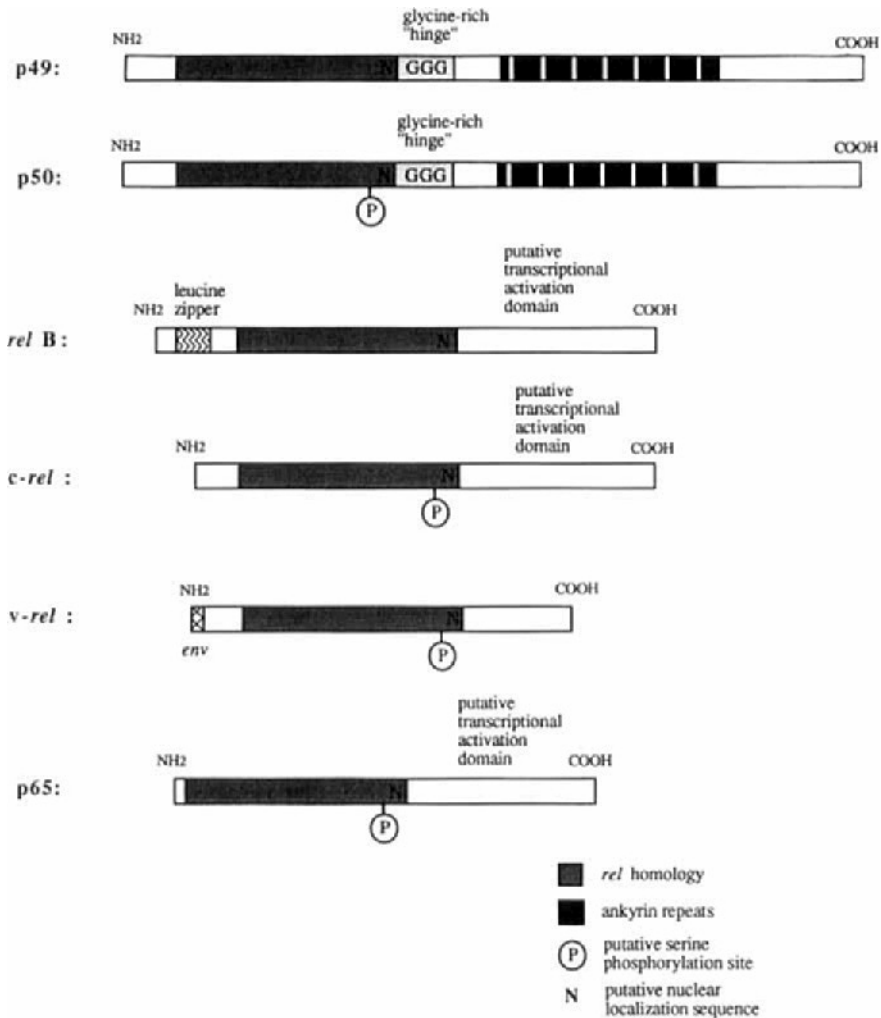 glycine-rich
"hinge"
NH2
COOH
p49:
N
GGG
glycine-rich
"hinge"
NH2
COOH
p50:
N
GGG
P
putative
transcriptional
activation
domain
leucine
zipper
NH2
COOH
rel B :
N
putative
transcriptional
activation
domain
NH2
COOH
c-rel :
N
P
NH2
COOH
v-rel :
N
env
P
putative
transcriptional
activation
domain
NH2
COOH
p65:
N
P
rel homology
ankyrin repeats
P putative serine
phosphorylation site
N putative nuclear
localization sequence